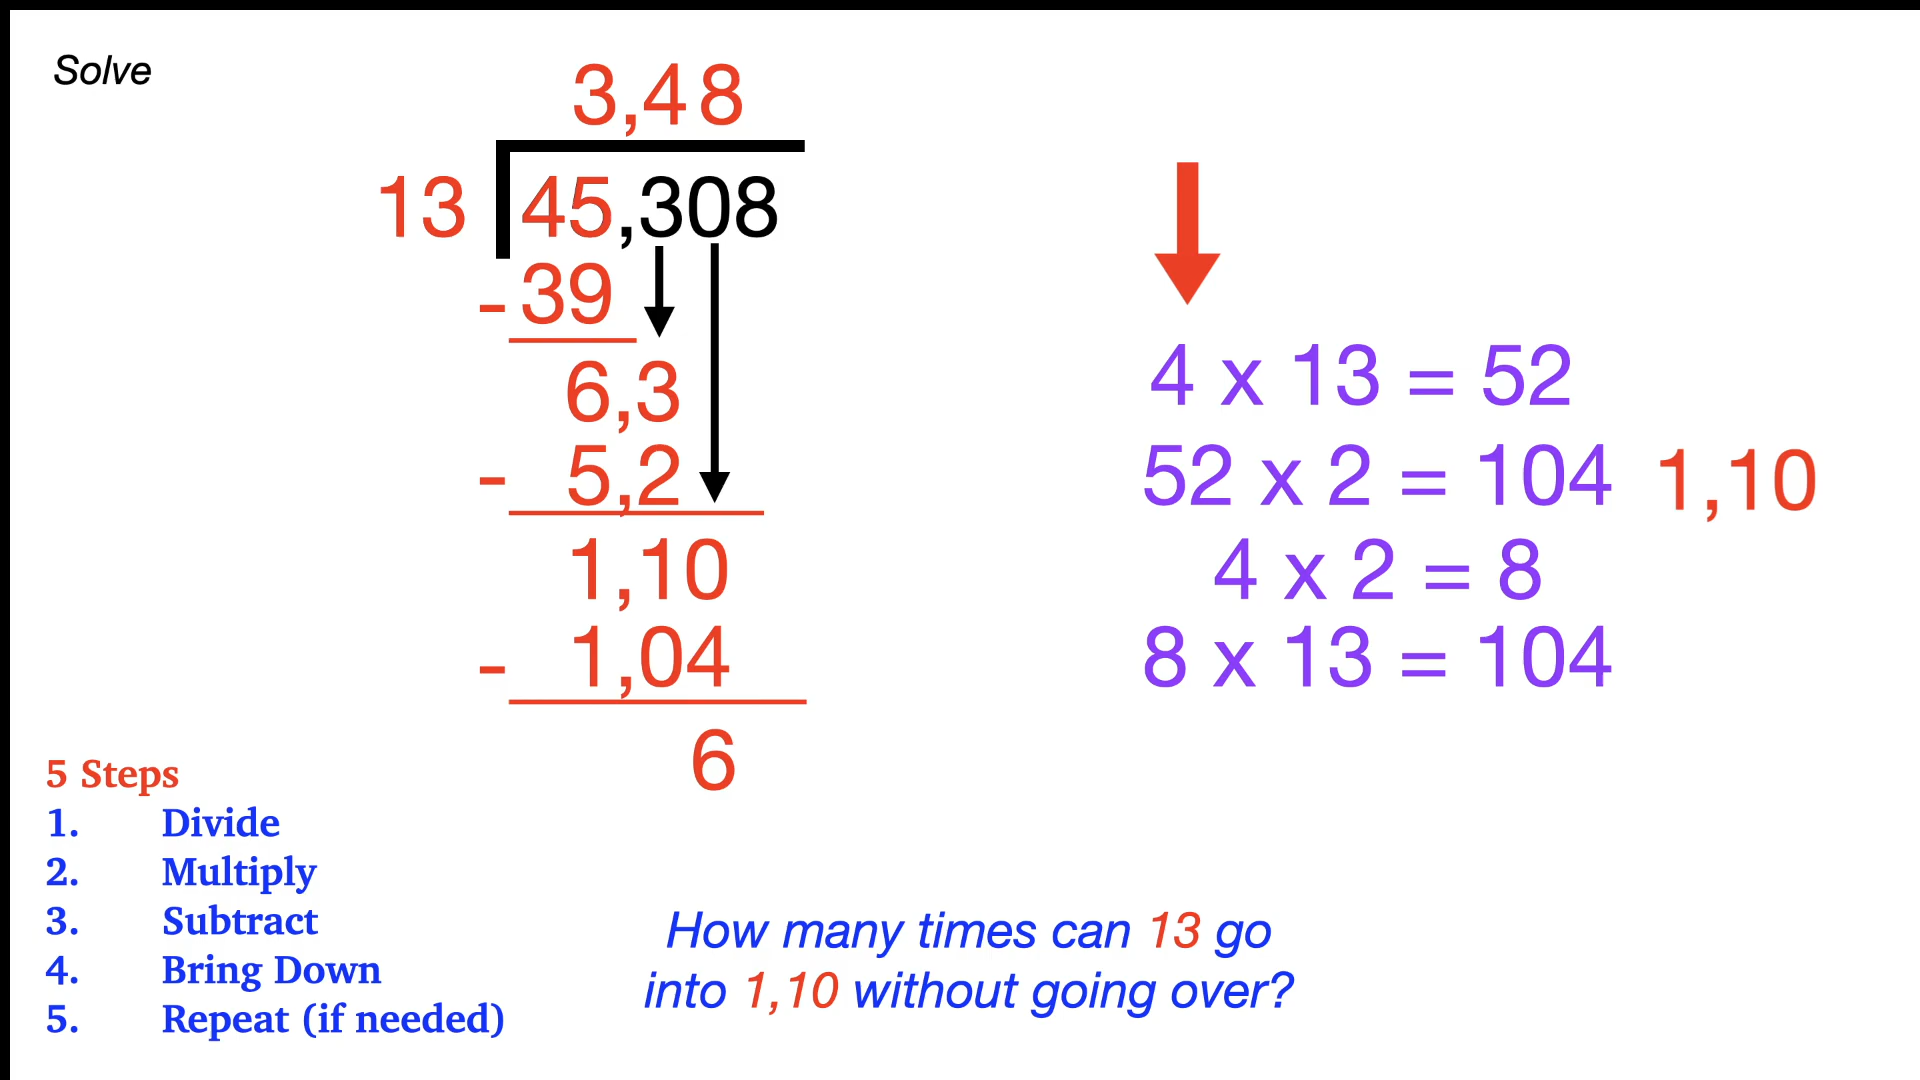 Solve
3,48
13 45,308
- 39
6,3
- 5,2
1,10
- 1,04
6
4 x 13 = 52
52 x 2 = 104 1,10
4 x 2 = 8
8 x 13 = 104
5 Steps
1. Divide
2. Multiply
3. Subtract
4. Bring Down
5. Repeat (if needed)
How many times can 13 go
into 1,10 without going over?